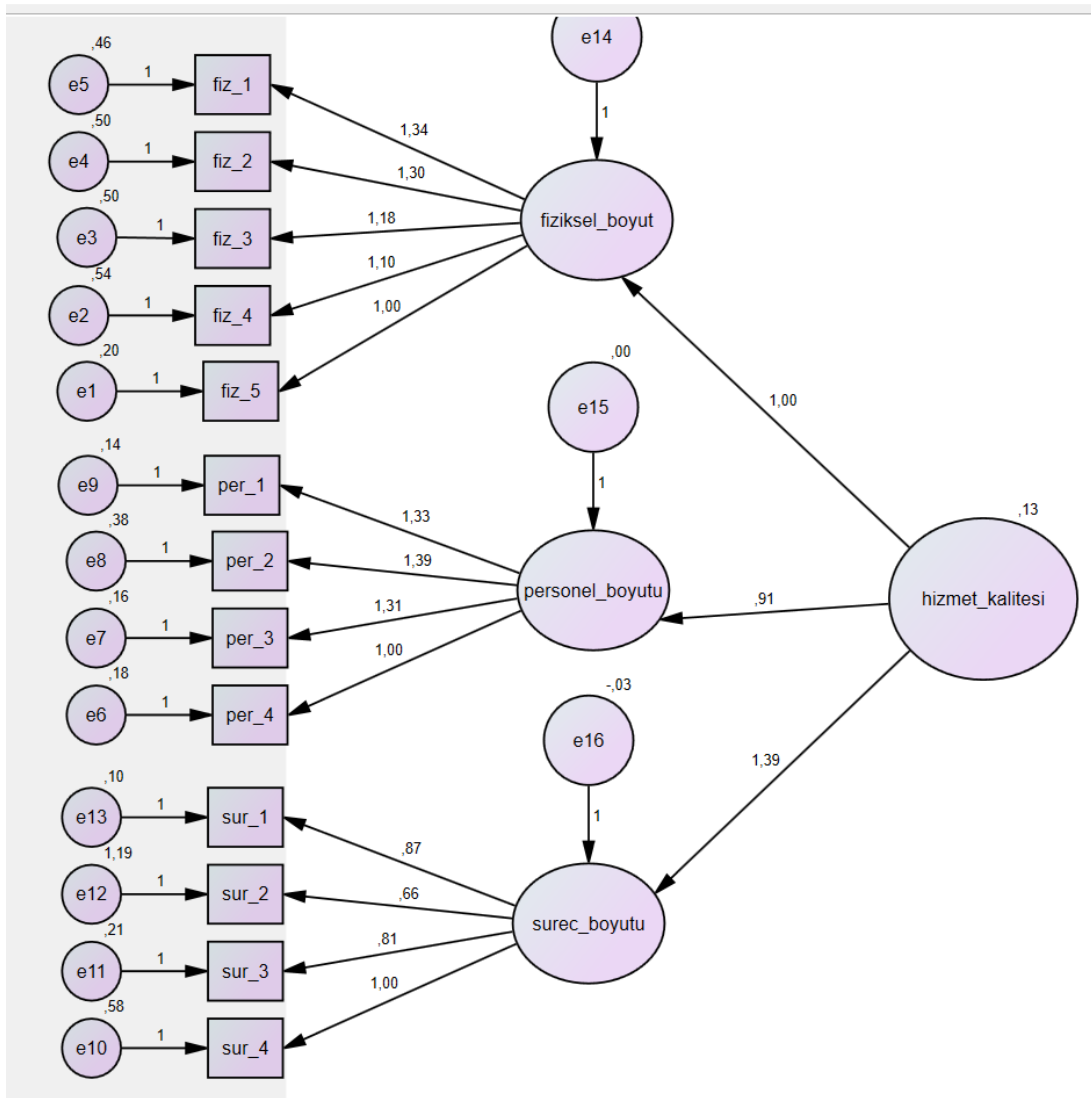 e14
1
,46
e5
1
fiz_1
,50
e4
1
fiz_2
,50
e3
1
fiz_3
,54
e2
1
fiz_4
,20
e1
1
fiz_5
1,34
1,30
1,18
1,10
1,00
fiziksel_boyut
1,00
,00
e15
1
,14
e9
1
per_1
,38
e8
1
per_2
,16
e7
1
per_3
,18
e6
1
per_4
1,33
1,39
1,31
1,00
personel_boyutu
,91
,13
hizmet_kalitesi
-,03
e16
1
1,39
,10
e13
1
sur_1
1,19
e12
1
sur_2
,21
e11
1
sur_3
,58
e10
1
sur_4
,87
,66
,81
1,00
surec_boyutu